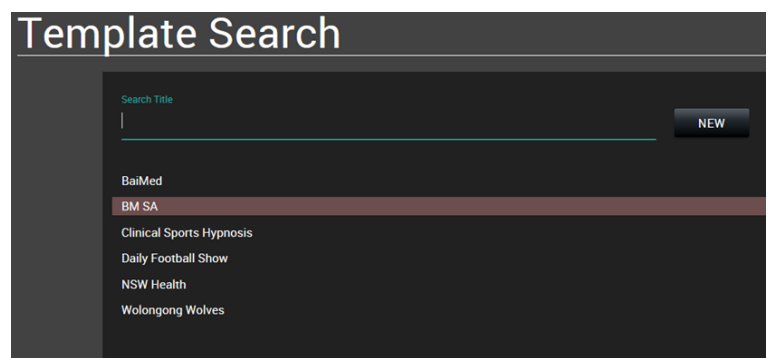 Template Search
Search Title
NEW
BaiMed
BM SA
Clinical Sports Hypnosis
Daily Football Show
NSW Health
Wolongong Wolves